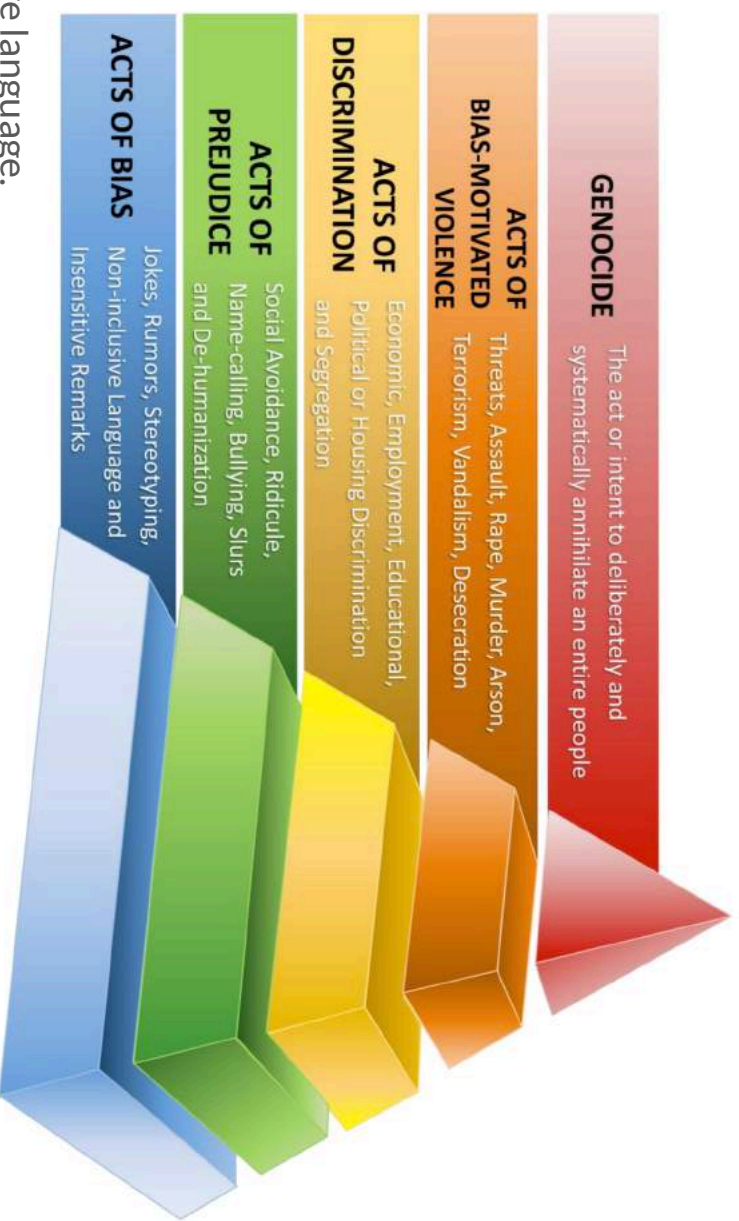 GENOCIDE
The act or intent to deliberately and
systematically annihilate an entire people
ACTS OF
BIAS-MOTIVATED
VIOLENCE
Threats, Assault, Rape, Murder, Arson,
Terrorism, Vandalism, Desecration
ACTS OF
DISCRIMINATION
Economic, Employment, Educational,
Political or Housing Discrimination
and Segregation
ACTS OF
PREJUDICE
Social Avoidance, Ridicule,
Name-calling, Bullying, Slurs
and De-humanization
ACTS OF BIAS
Jokes, Rumors, Stereotyping,
Non-inclusive Language and
Insensitive Remarks
language.